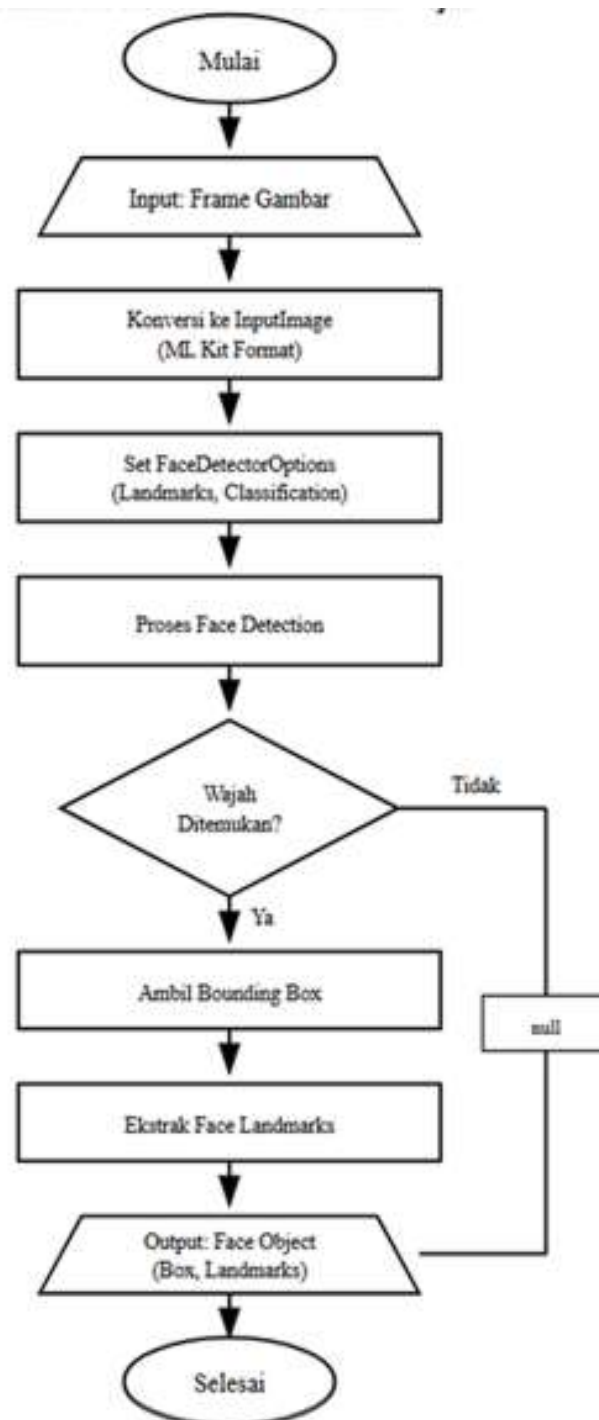 Mulai
Input: Frame Gambar
Konversi ke InputImage
(ML Kit Format)
Set FaceDetectorOptions
(Landmarks, Classification)
Proses Face Detection
Wajah
Ditemukan?
Tidak
Ya
Ambil Bounding Box
null
Ekstrak Face Landmarks
Output: Face Object
(Box, Landmarks)
Selesai